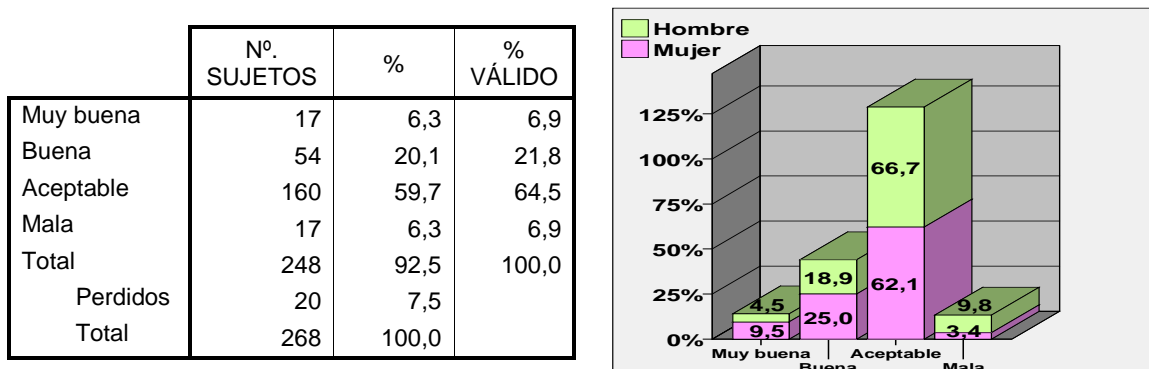 Nº. SUJETOS % % VÁLIDO
Muy buena 17 6,3 6,9
Buena 54 20,1 21,8
Aceptable 160 59,7 64,5
Mala 17 6,3 6,9
Total 248 92,5 100,0
Perdidos 20 7,5
Total 268 100,0
Hombre
Mujer
125%
100%
75%
50%
25%
0%
4,5
9,5
18,9
25,0
66,7
62,1
9,8
3,4
Muy buena
Buena
Aceptable
Mala